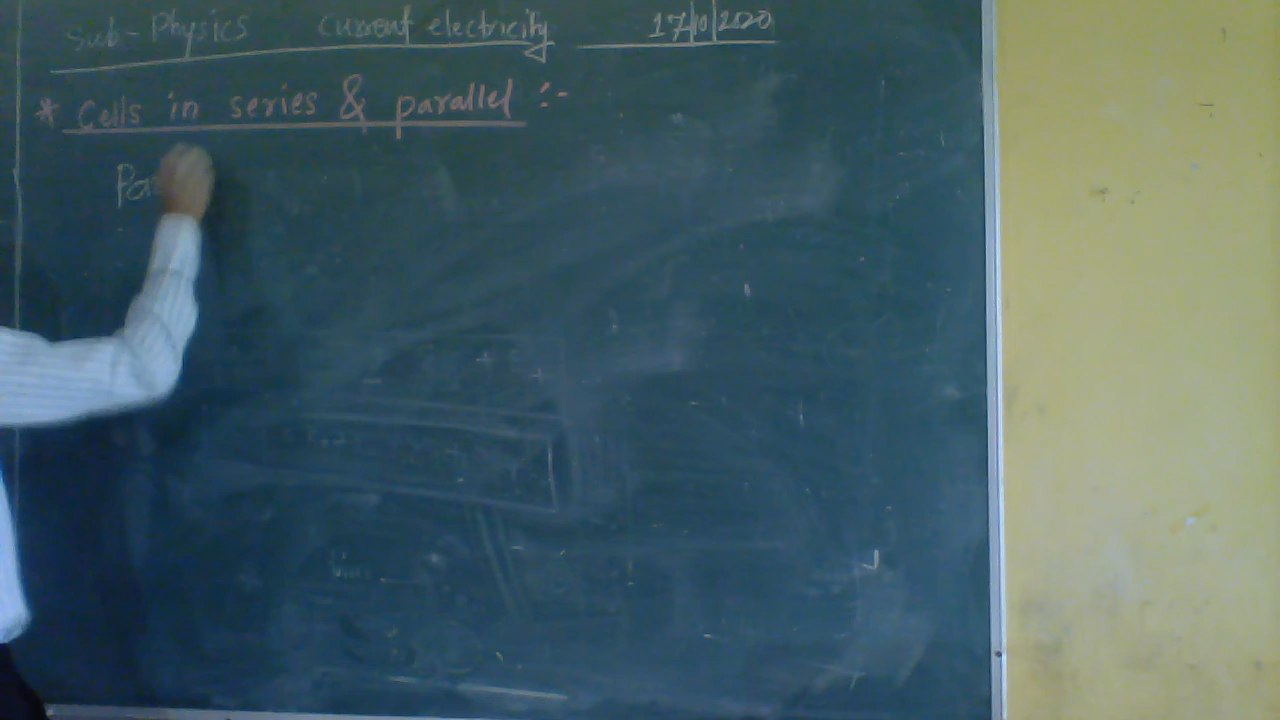 Sub-Physics Current electricity 17/10/2020
* Cells in series & parallel :-
Pa